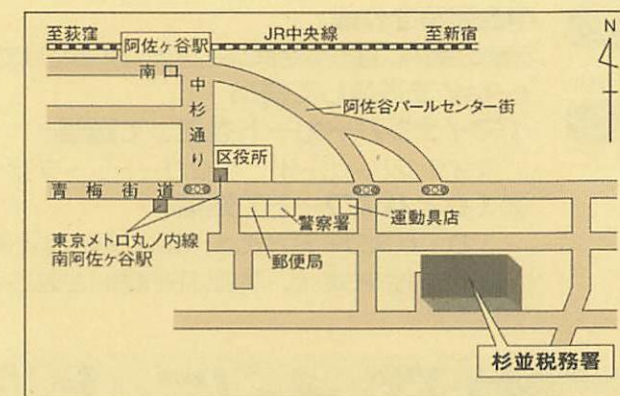 至荻窪
阿佐ヶ谷駅
JR中央線
至新宿
N
南口
中杉通り
阿佐谷パールセンター街
区役所
青梅街道
警察署
運動具店
東京メトロ丸ノ内線
南阿佐ヶ谷駅
郵便局
杉並税務署